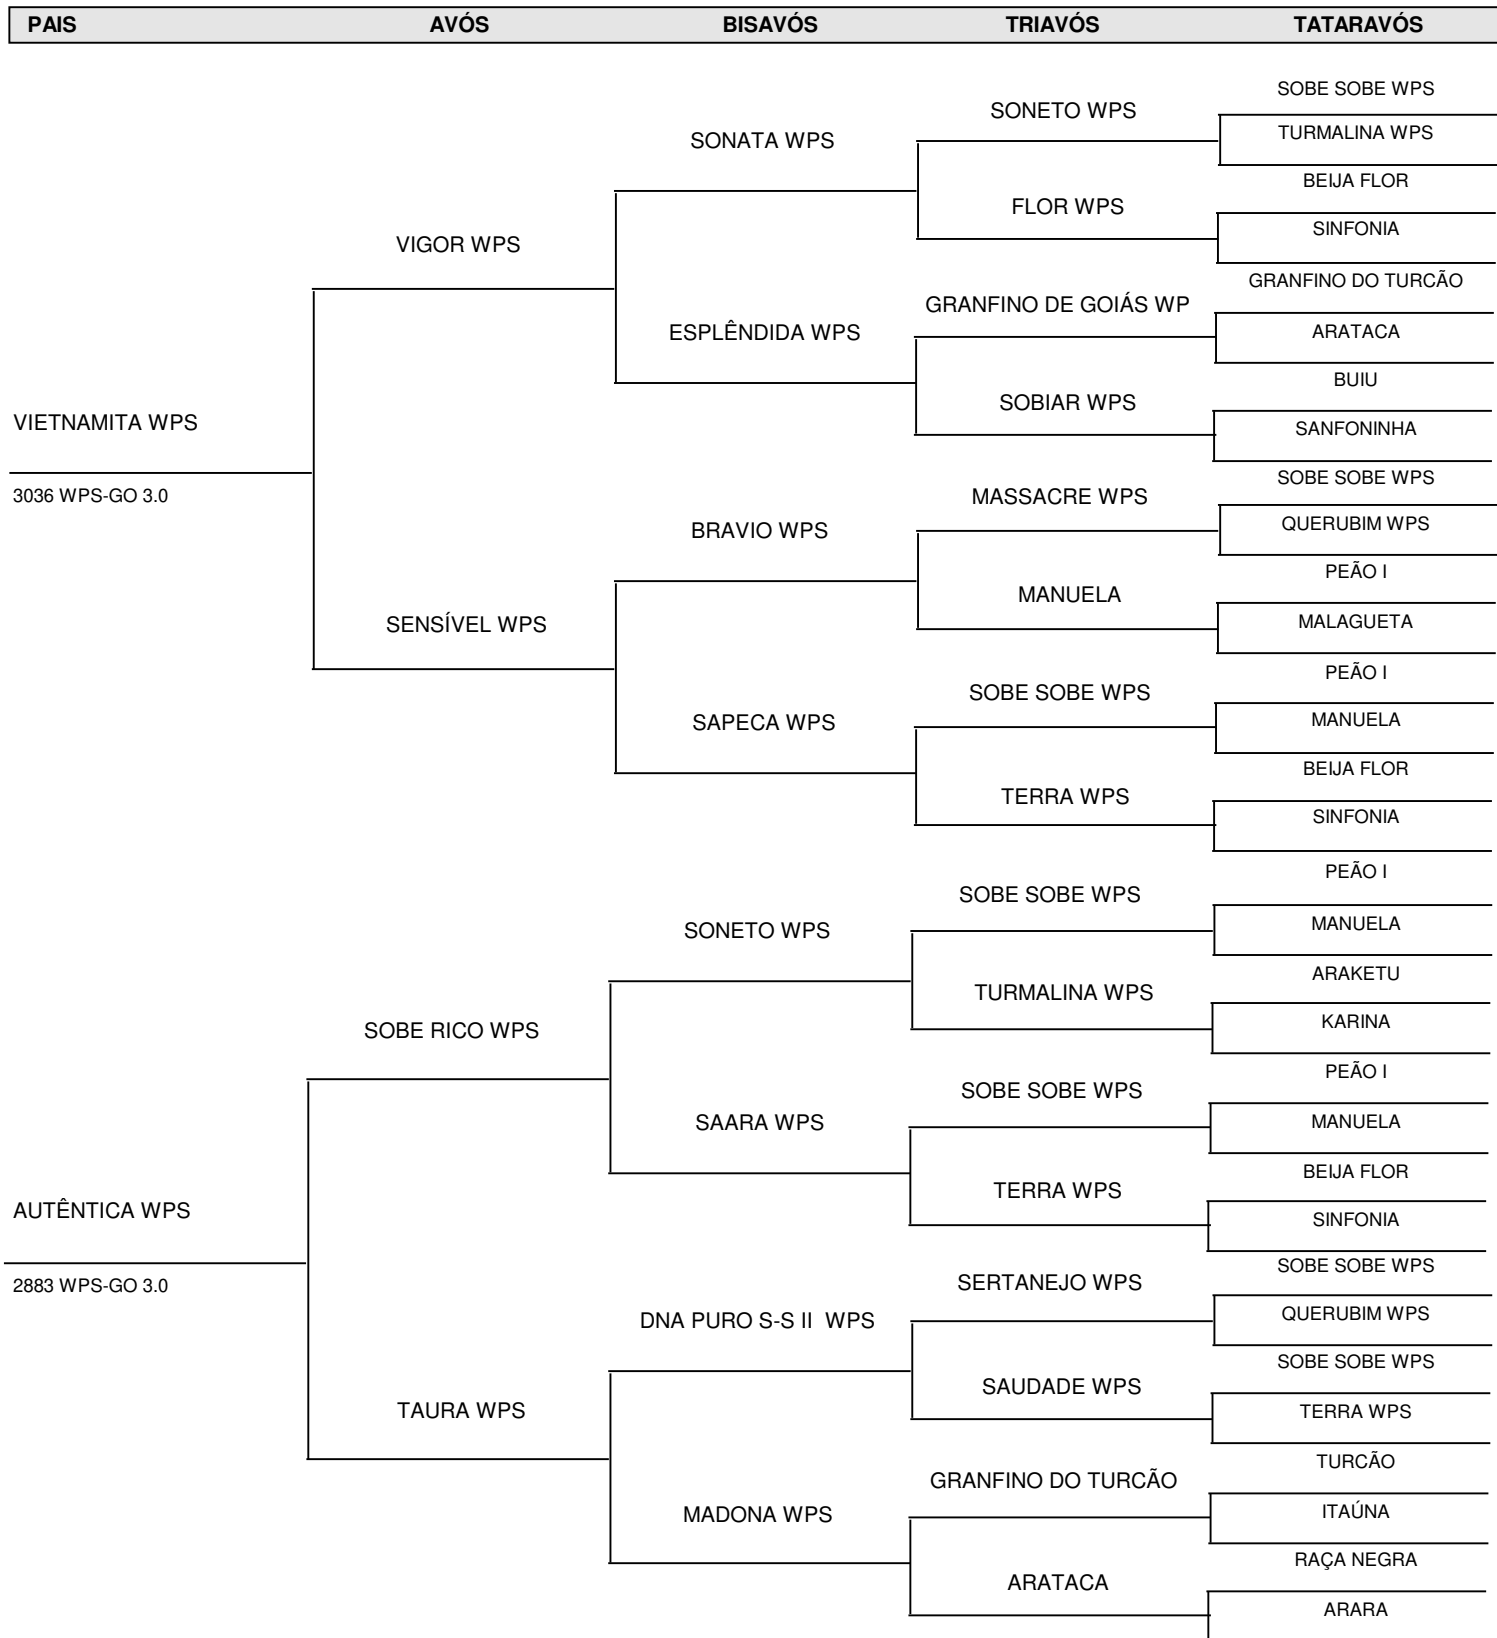 PAIS AVÓS BISAVÓS TRIAVÓS TATARAVÓS
SOBE SOBE WPS
SONETO WPS
TURMALINA WPS
SONATA WPS
BEIJA FLOR
FLOR WPS
SINFONIA
VIGOR WPS
GRANFINO DO TURCÃO
GRANFINO DE GOIÁS WP
ARATACA
ESPLÊNDIDA WPS
BUIU
SOBIAR WPS
SANFONINHA
VIETNAMITA WPS
3036 WPS-GO 3.0
SOBE SOBE WPS
MASSACRE WPS
QUERUBIM WPS
BRAVIO WPS
PEÃO I
MANUELA
MALAGUETA
SENSÍVEL WPS
PEÃO I
SOBE SOBE WPS
MANUELA
SAPECA WPS
BEIJA FLOR
TERRA WPS
SINFONIA
PEÃO I
SOBE SOBE WPS
MANUELA
SONETO WPS
ARAKETU
TURMALINA WPS
KARINA
SOBE RICO WPS
PEÃO I
SOBE SOBE WPS
MANUELA
SAARA WPS
BEIJA FLOR
TERRA WPS
SINFONIA
AUTÊNTICA WPS
2883 WPS-GO 3.0
SOBE SOBE WPS
SERTANEJO WPS
QUERUBIM WPS
DNA PURO S-S II WPS
SOBE SOBE WPS
SAUDADE WPS
TERRA WPS
TAURA WPS
TURCÃO
GRANFINO DO TURCÃO
ITAÚNA
MADONA WPS
RAÇA NEGRA
ARATACA
ARARA